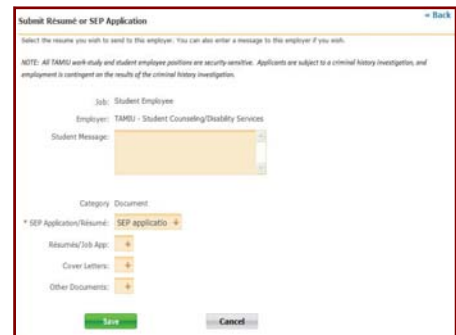 Submit Résumé or SEP Application
« Back
Select the resume you wish to send to this employer. You can also enter a message to this employer if you wish.
NOTE: All TAMIU work-study and student employee positions are security-sensitive. Applicants are subject to a criminal history investigation, and
employment is contingent on the results of the criminal history investigation.
Job: Student Employee
Employer: TAMIU - Student Counseling/Disability Services
Student Message:
Category Document
* SEP Application/Résumé: SEP applicatio
Résumés/Job App:
Cover Letters:
Other Documents:
Save Cancel